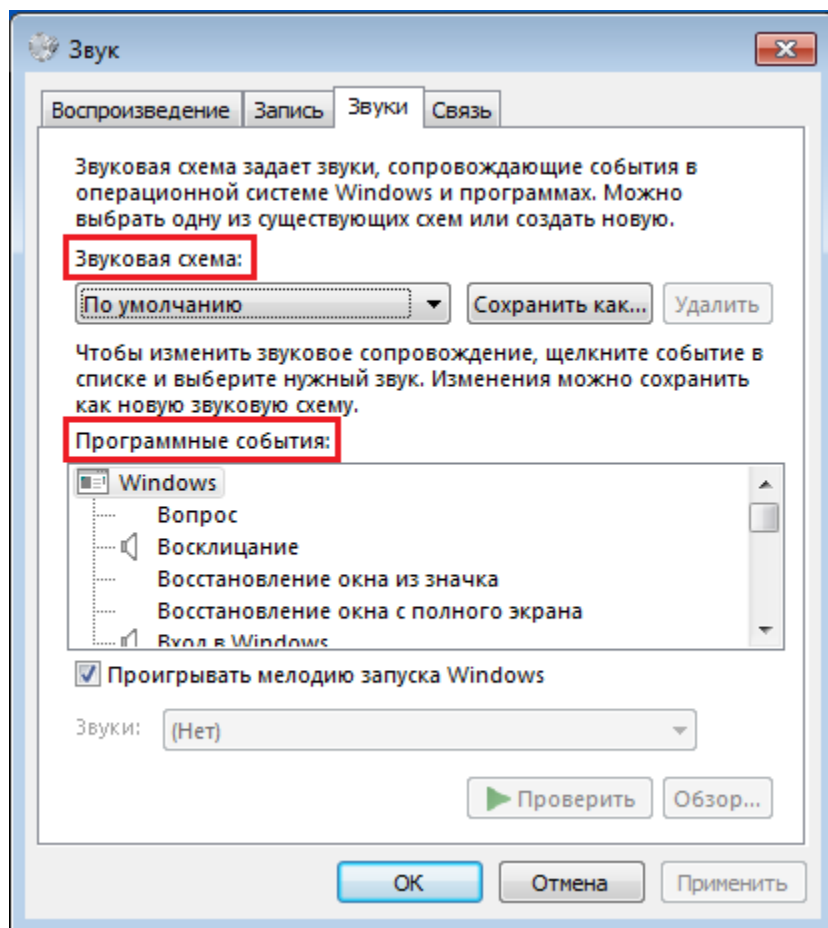 Звук
Воспроизведение Запись Звуки Связь
Звуковая схема задает звуки, сопровождающие события в
операционной системе Windows и программах. Можно
выбрать одну из существующих схем или создать новую.
Звуковая схема:
По умолчанию Сохранить как... Удалить
Чтобы изменить звуковое сопровождение, щелкните событие в
списке и выберите нужный звук. Изменения можно сохранить
как новую звуковую схему.
Программные события:
Windows
Вопрос
Восклицание
Восстановление окна из значка
Восстановление окна с полного экрана
Вход в Windows
Проигрывать мелодию запуска Windows
Звуки: (Нет)
Проверить Обзор...
ОК Отмена Применить